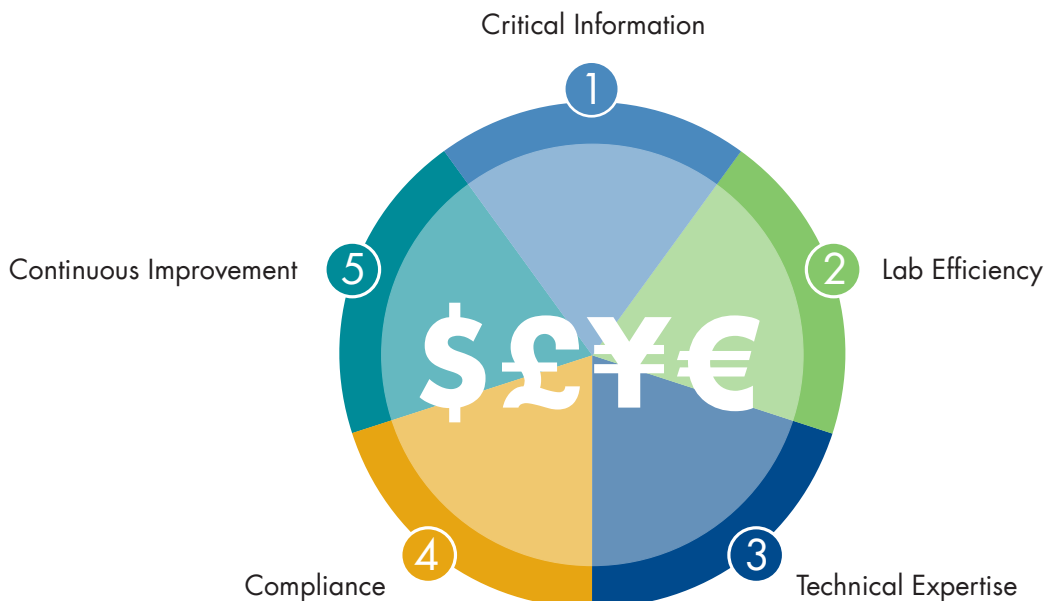 Critical Information
1
5
Continuous Improvement
2
Lab Efficiency
$£¥€
4
Compliance
3
Technical Expertise